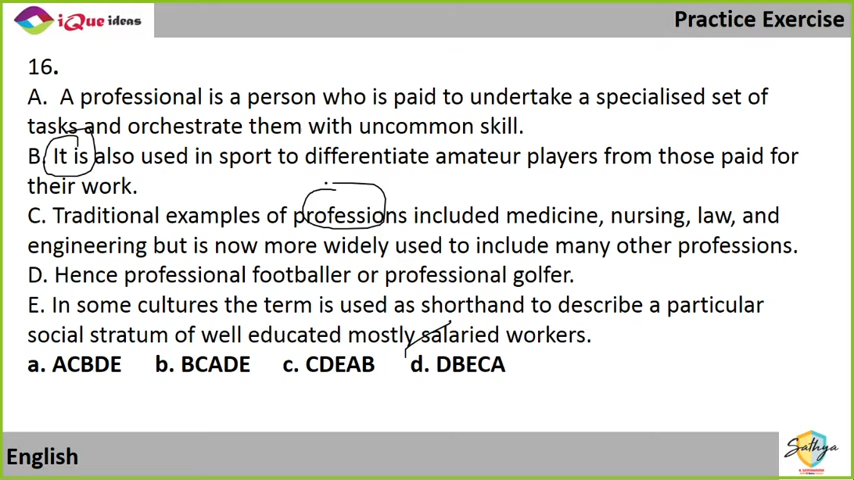 iQue ideas
Practice Exercise
16.
A. A professional is a person who is paid to undertake a specialised set of
tasks and orchestrate them with uncommon skill.
B. It is also used in sport to differentiate amateur players from those paid for
their work.
C. Traditional examples of professions included medicine, nursing, law, and
engineering but is now more widely used to include many other professions.
D. Hence professional footballer or professional golfer.
E. In some cultures the term is used as shorthand to describe a particular
social stratum of well educated mostly salaried workers.
a. ACBDE b. BCADE c. CDEAB d. DBECA
English
Sathya